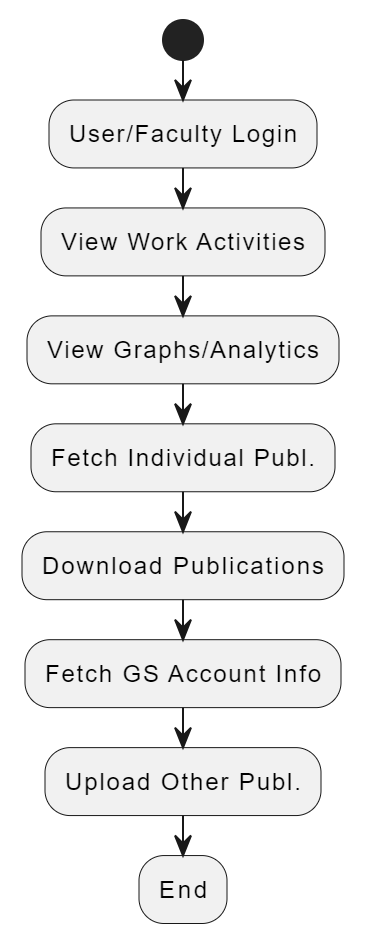 User/Faculty Login
View Work Activities
View Graphs/Analytics
Fetch Individual Publ.
Download Publications
Fetch GS Account Info
Upload Other Publ.
End